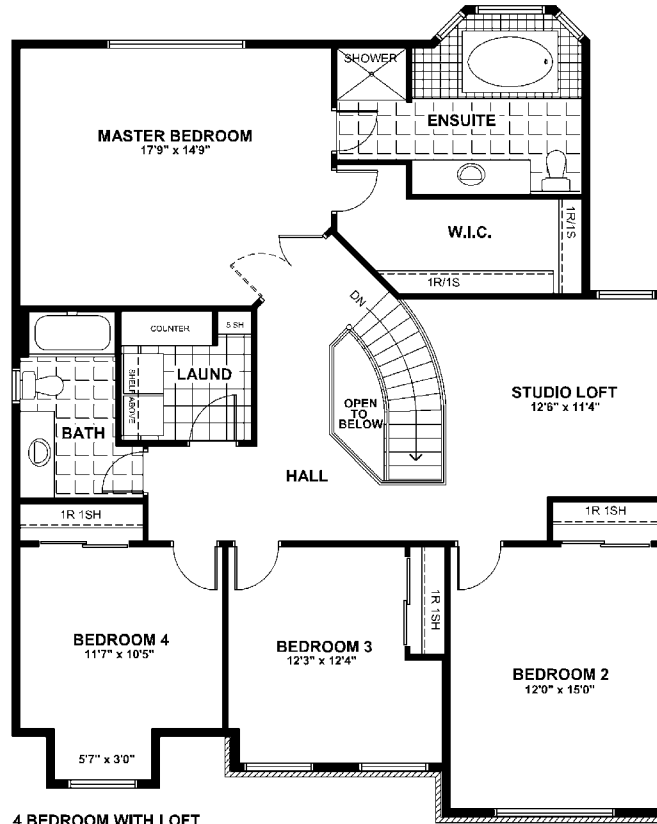 SHOWER
ENSUITE
MASTER BEDROOM
17'9" x 14'9"
W.I.C.
1R/1S
1R/1S
DN
COUNTER
5 SH
LAUND
SHELF ABOVE
BATH
OPEN
TO
BELOW
STUDIO LOFT
12'6" x 11'4"
HALL
1R 1SH
1R 1SH
1R 1SH
BEDROOM 4
11'7" x 10'5"
BEDROOM 3
12'3" x 12'4"
BEDROOM 2
12'0" x 15'0"
5'7" x 3'0"
4 BEDROOM WITH LOFT